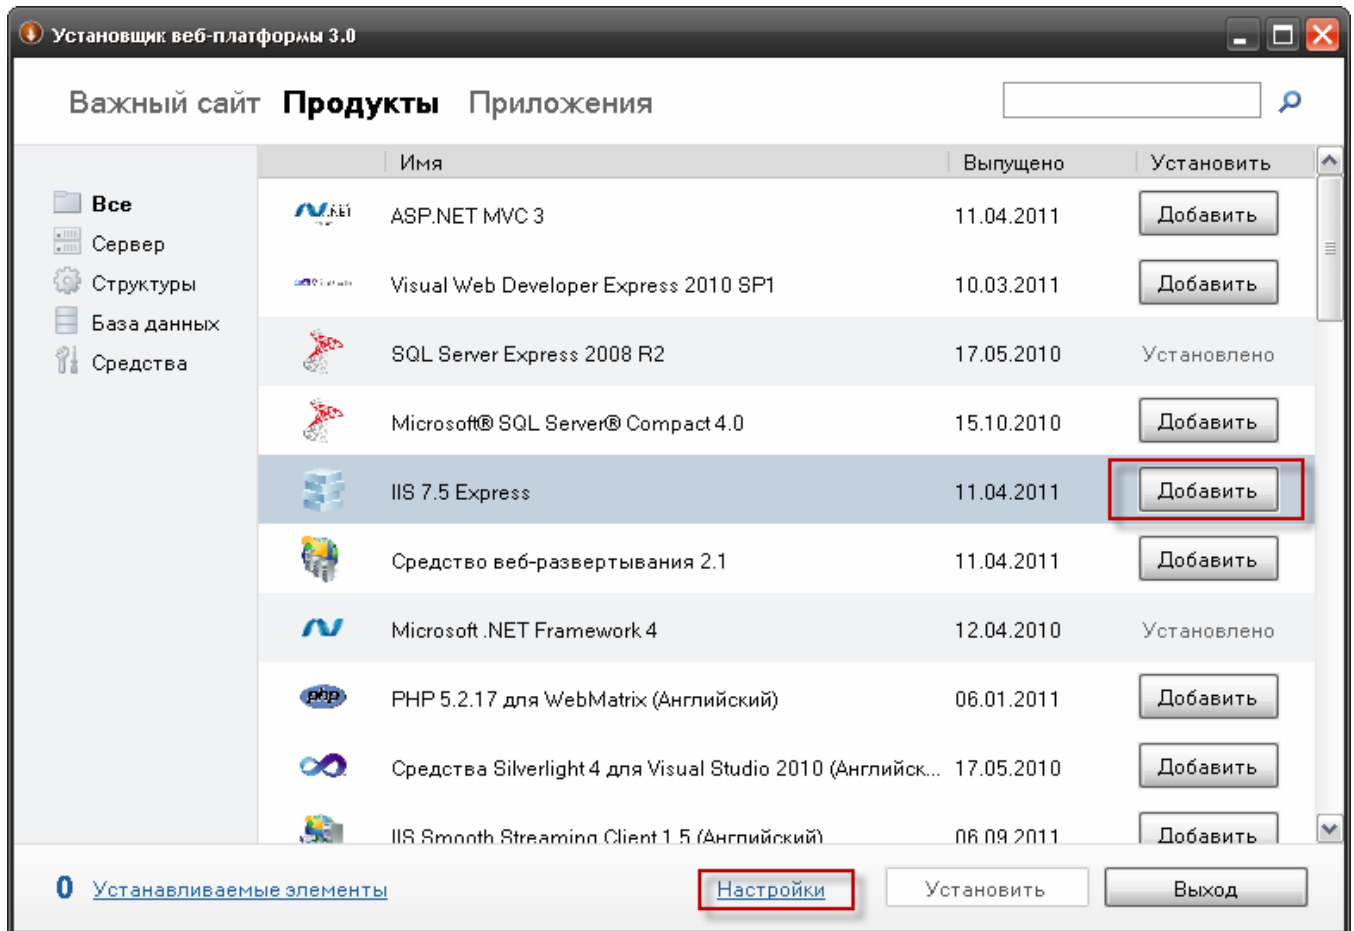 Установщик веб-платформы 3.0
Важный сайт Продукты Приложения
Имя Выпущено Установить
Все
Сервер
Структуры
База данных
Средства
.NET ASP.NET MVC 3 11.04.2011 Добавить
Visual Web Developer Express 2010 SP1 10.03.2011 Добавить
SQL Server Express 2008 R2 17.05.2010 Установлено
Microsoft® SQL Server® Compact 4.0 15.10.2010 Добавить
IIS 7.5 Express 11.04.2011 Добавить
Средство веб-развертывания 2.1 11.04.2011 Добавить
Microsoft .NET Framework 4 12.04.2010 Установлено
php PHP 5.2.17 для WebMatrix (Английский) 06.01.2011 Добавить
Средства Silverlight 4 для Visual Studio 2010 (Английск... 17.05.2010 Добавить
IIS Smooth Streaming Client 1.5 (Английский) 06.09.2011 Добавить
0 Устанавливаемые элементы Настройки Установить Выход